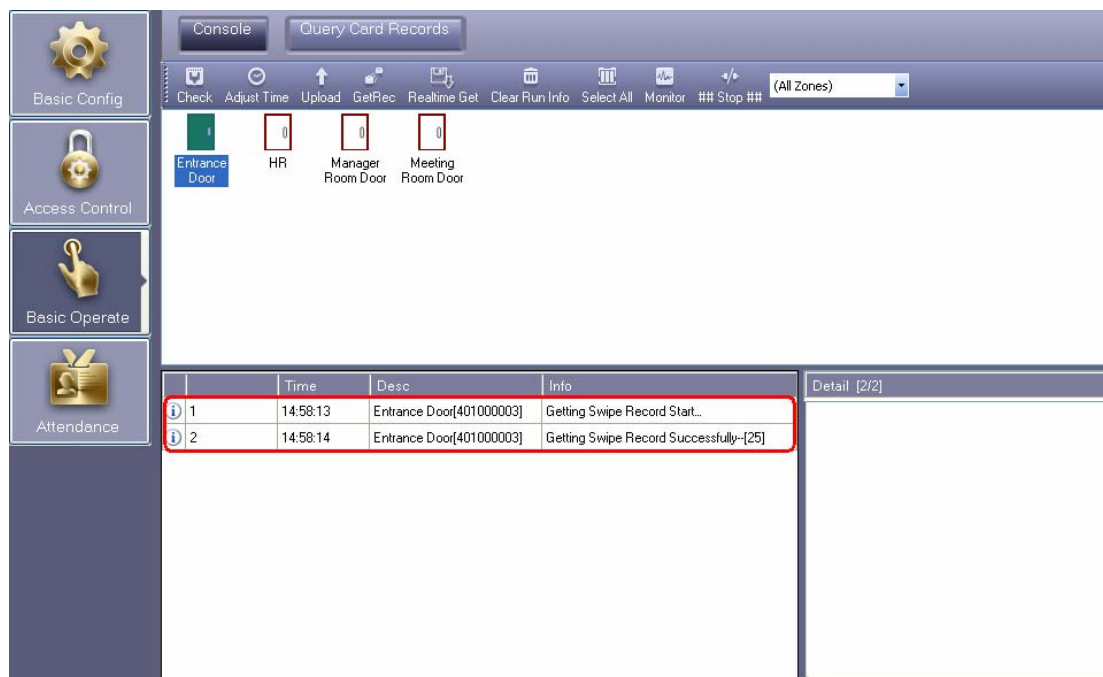 Console
Query Card Records
Check
Adjust Time
Upload
GetRec
Realtime Get
Clear Run Info
Select All
Monitor
## Stop ##
(All Zones)
Basic Config
Access Control
Basic Operate
Attendance
Entrance
Door
HR
Manager
Room Door
Meeting
Room Door
Time Desc Info
1 14:58:13 Entrance Door[401000003] Getting Swipe Record Start...
2 14:58:14 Entrance Door[401000003] Getting Swipe Record Successfully--[25]
Detail [2/2]